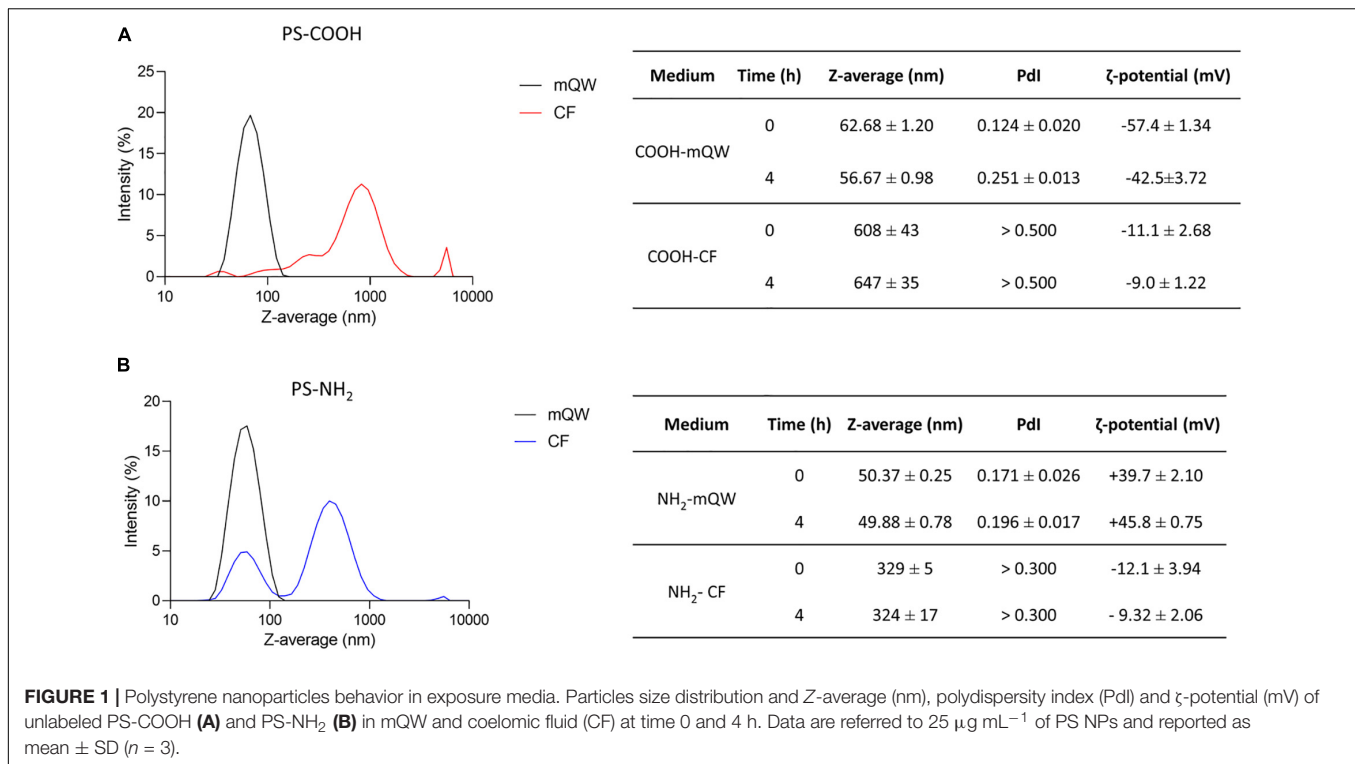 A
PS-COOH
25
20
15
10
5
0
Intensity (%)
10
100
1000
10000
Z-average (nm)
mQW
CF
Medium Time (h) Z-average (nm) PdI ζ-potential (mV)
COOH-mQW
0 62.68 ± 1.20 0.124 ± 0.020 -57.4 ± 1.34
4 56.67 ± 0.98 0.251 ± 0.013 -42.5±3.72
COOH-CF
0 608 ± 43 > 0.500 -11.1 ± 2.68
4 647 ± 35 > 0.500 -9.0 ± 1.22
B
PS-NH₂
20
15
10
5
0
Intensity (%)
10
100
1000
10000
Z-average (nm)
mQW
CF
Medium Time (h) Z-average (nm) PdI ζ-potential (mV)
NH₂-mQW
0 50.37 ± 0.25 0.171 ± 0.026 +39.7 ± 2.10
4 49.88 ± 0.78 0.196 ± 0.017 +45.8 ± 0.75
NH₂- CF
0 329 ± 5 > 0.300 -12.1 ± 3.94
4 324 ± 17 > 0.300 - 9.32 ± 2.06
FIGURE 1 | Polystyrene nanoparticles behavior in exposure media. Particles size distribution and Z-average (nm), polydispersity index (PdI) and ζ-potential (mV) of
unlabeled PS-COOH (A) and PS-NH₂ (B) in mQW and coelomic fluid (CF) at time 0 and 4 h. Data are referred to 25 μg mL⁻¹ of PS NPs and reported as
mean ± SD (n = 3).